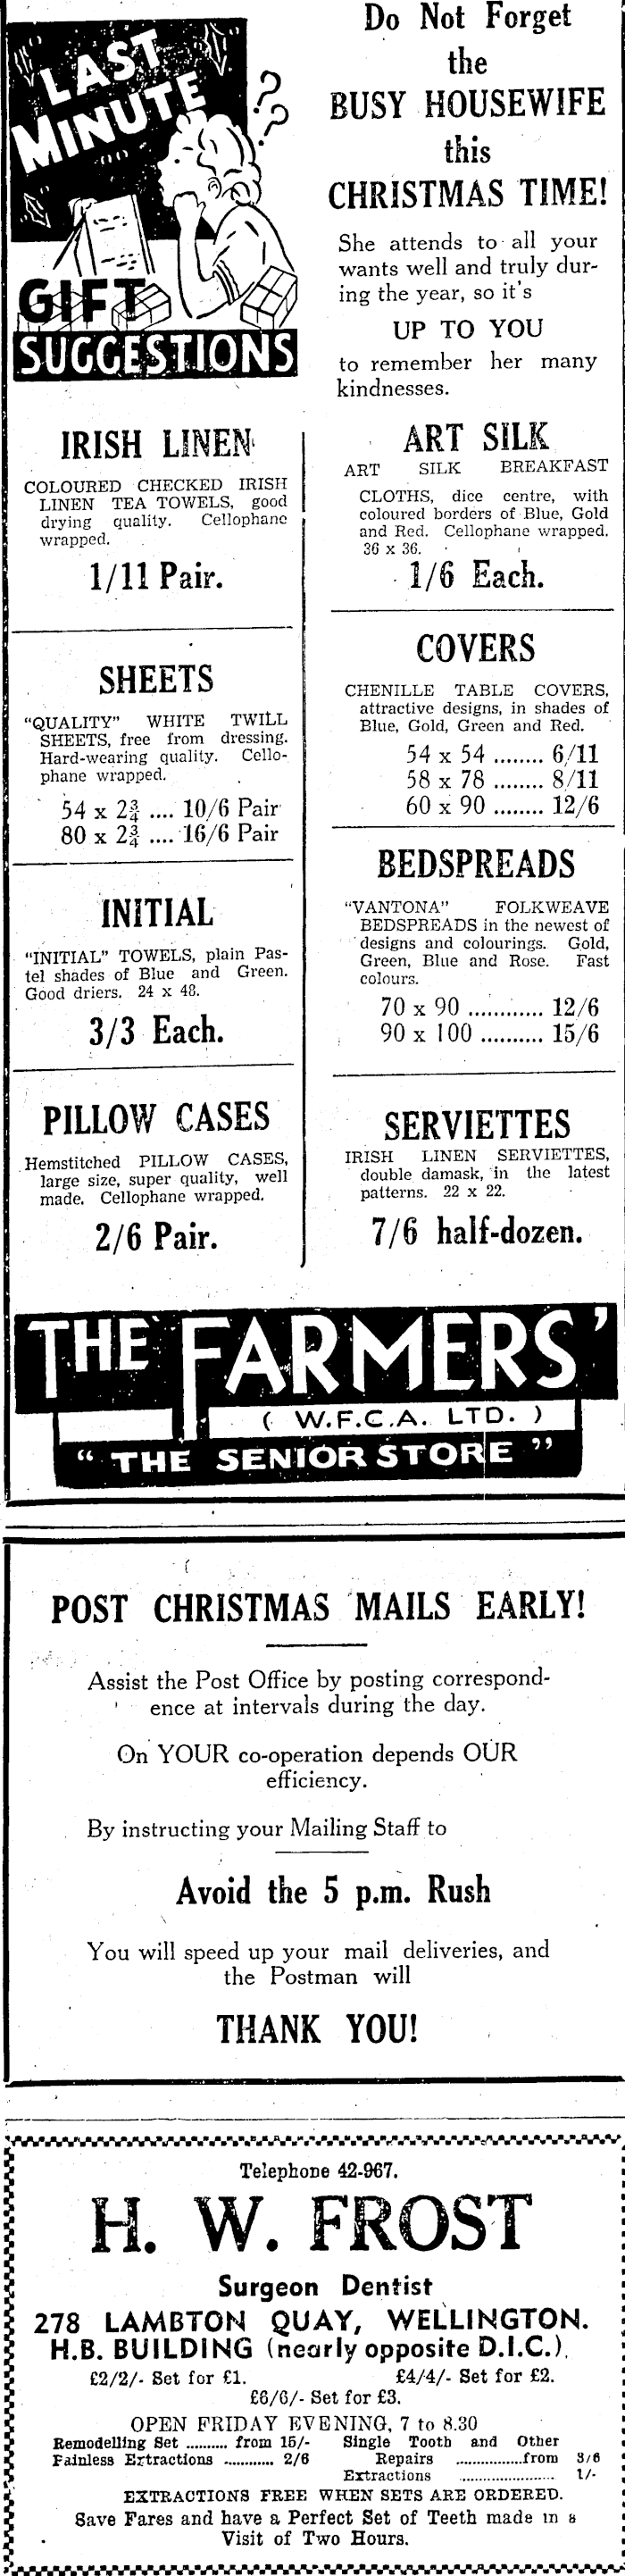 LAST
MINUTE
GIFT
SUGGESTIONS
Do Not Forget
the
BUSY HOUSEWIFE
this
CHRISTMAS TIME!
She attends to all your
wants well and truly dur-
ing the year, so it's
UP TO YOU
to remember her many
kindnesses.
IRISH LINEN
COLOURED CHECKED IRISH
LINEN TEA TOWELS, good
drying quality. Cellophane
wrapped.
1/11 Pair.
SHEETS
"QUALITY" WHITE TWILL
SHEETS, free from dressing.
Hard-wearing quality. Cello-
phane wrapped.
54 x 2¾ .... 10/6 Pair
80 x 2¾ .... 16/6 Pair
INITIAL
"INITIAL" TOWELS, plain Pas-
tel shades of Blue and Green.
Good driers. 24 x 48.
3/3 Each.
PILLOW CASES
Hemstitched PILLOW CASES,
large size, super quality, well
made. Cellophane wrapped.
2/6 Pair.
ART SILK
ART SILK BREAKFAST
CLOTHS, dice centre, with
coloured borders of Blue, Gold
and Red. Cellophane wrapped.
36 x 36.
1/6 Each.
COVERS
CHENILLE TABLE COVERS,
attractive designs, in shades of
Blue, Gold, Green and Red.
54 x 54 ........ 6/11
58 x 78 ........ 8/11
60 x 90 ........ 12/6
BEDSPREADS
"VANTONA" FOLKWEAVE
BEDSPREADS in the newest of
designs and colourings. Gold,
Green, Blue and Rose. Fast
colours.
70 x 90 ............ 12/6
90 x 100 .......... 15/6
SERVIETTES
IRISH LINEN SERVIETTES,
double damask, in the latest
patterns. 22 x 22.
7/6 half-dozen.
THE FARMERS'
( W.F.C.A. LTD. )
"THE SENIOR STORE"
POST CHRISTMAS MAILS EARLY!
Assist the Post Office by posting correspond-
ence at intervals during the day.
On YOUR co-operation depends OUR
efficiency.
By instructing your Mailing Staff to
Avoid the 5 p.m. Rush
You will speed up your mail deliveries, and
the Postman will
THANK YOU!
Telephone 42-967.
H. W. FROST
Surgeon Dentist
278 LAMBTON QUAY, WELLINGTON.
H.B. BUILDING (nearly opposite D.I.C.).
£2/2/- Set for £1. £4/4/- Set for £2.
£6/6/- Set for £3.
OPEN FRIDAY EVENING, 7 to 8.30
Remodelling Set .......... from 15/- Single Tooth and Other
Painless Extractions ............ 2/6 Repairs ................from 3/6
Extractions ....................... 1/-
EXTRACTIONS FREE WHEN SETS ARE ORDERED.
Save Fares and have a Perfect Set of Teeth made in a
Visit of Two Hours.